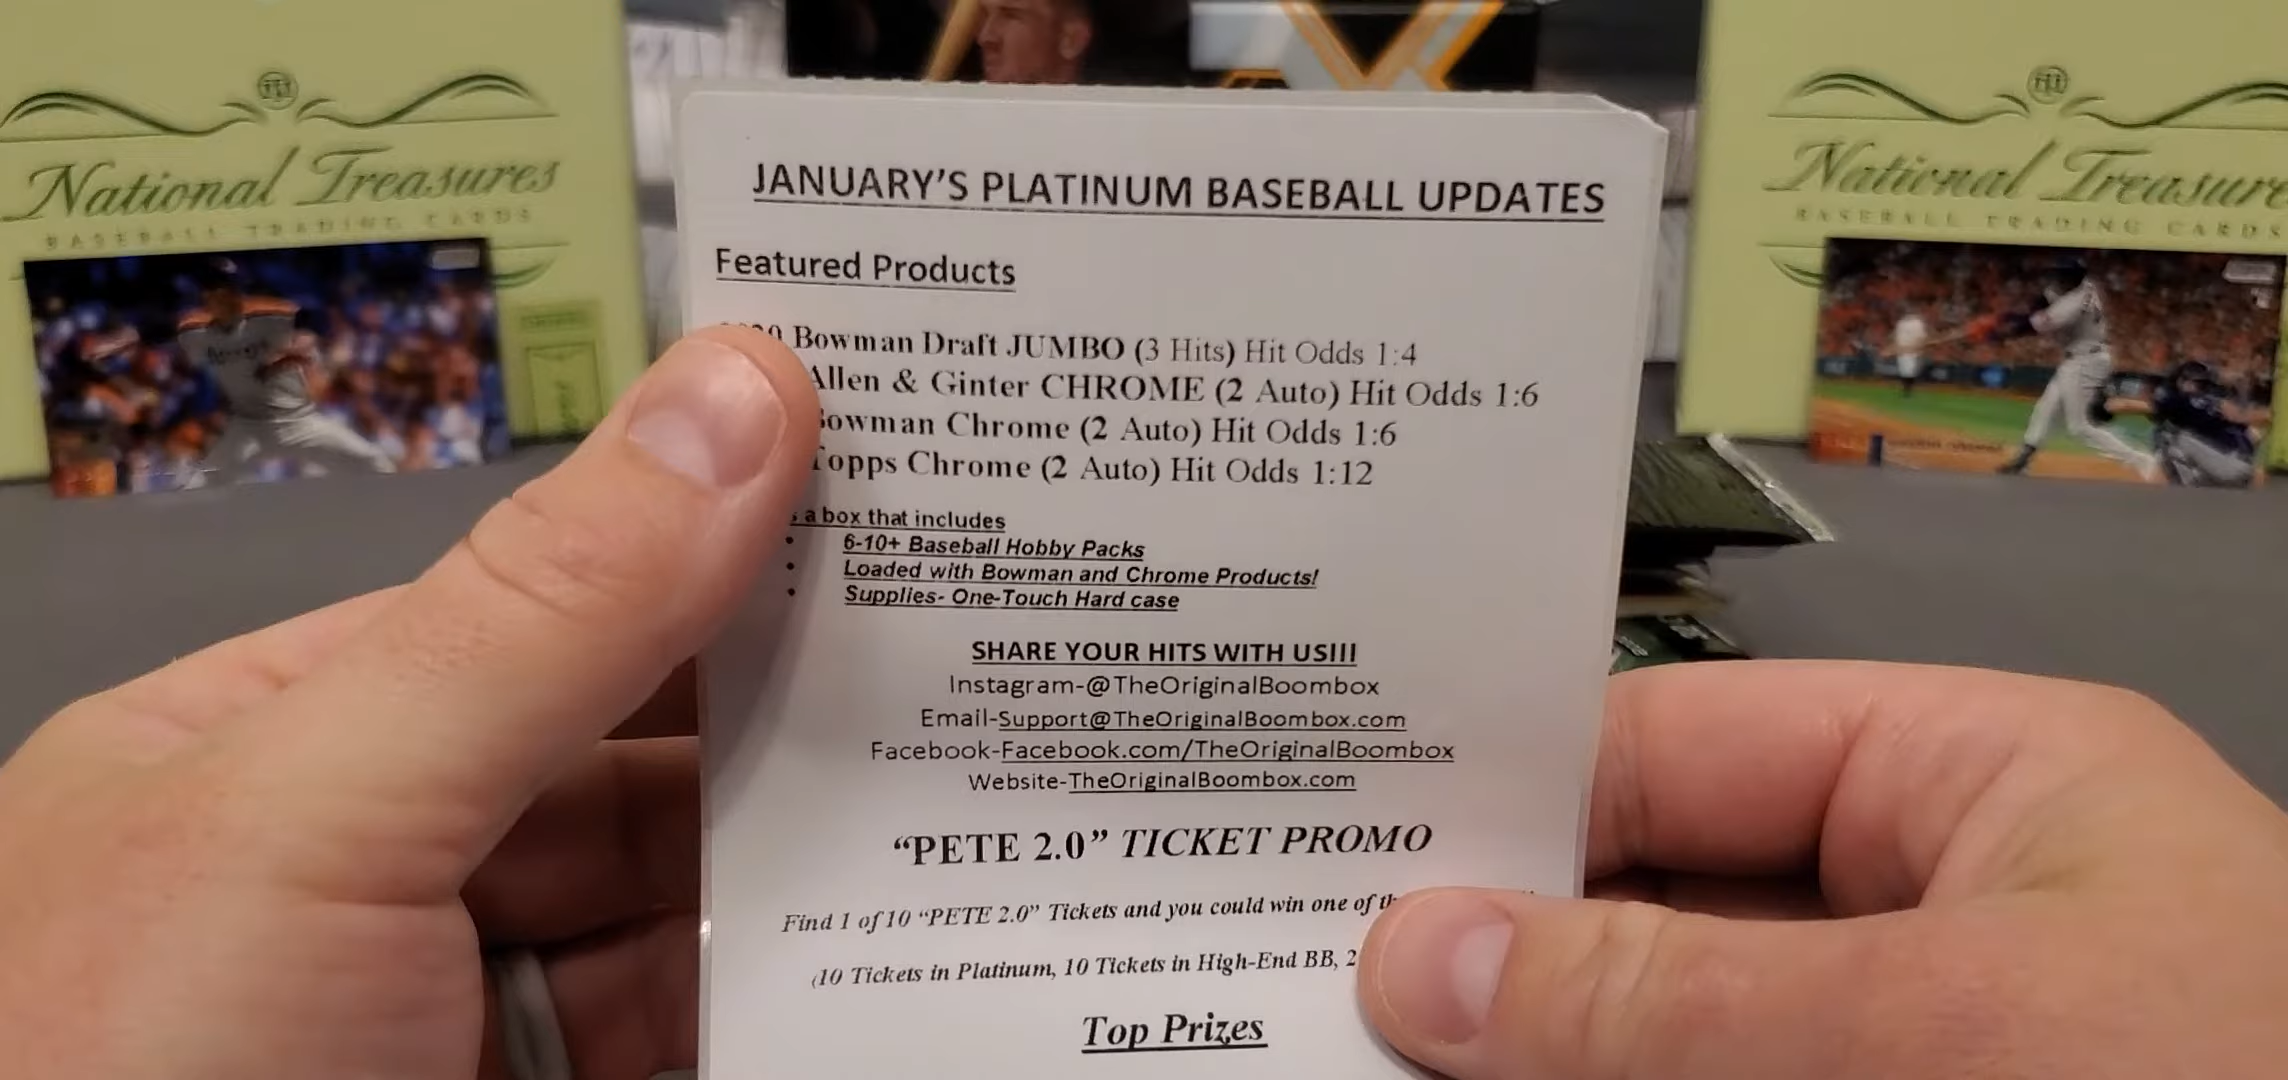 National Treasures
BASEBALL TRADING CARDS
National Treasure
BASEBALL TRADING CARDS
JANUARY'S PLATINUM BASEBALL UPDATES
Featured Products
Bowman Draft JUMBO (3 Hits) Hit Odds 1:4
Allen & Ginter CHROME (2 Auto) Hit Odds 1:6
Bowman Chrome (2 Auto) Hit Odds 1:6
Topps Chrome (2 Auto) Hit Odds 1:12
a box that includes
• 6-10+ Baseball Hobby Packs
• Loaded with Bowman and Chrome Products!
• Supplies- One-Touch Hard case
SHARE YOUR HITS WITH US!!!
Instagram-@TheOriginalBoombox
Email-Support@TheOriginalBoombox.com
Facebook-Facebook.com/TheOriginalBoombox
Website-TheOriginalBoombox.com
“PETE 2.0” TICKET PROMO
Find 1 of 10 “PETE 2.0” Tickets and you could win one of
(10 Tickets in Platinum, 10 Tickets in High-End BB, 2
Top Prizes